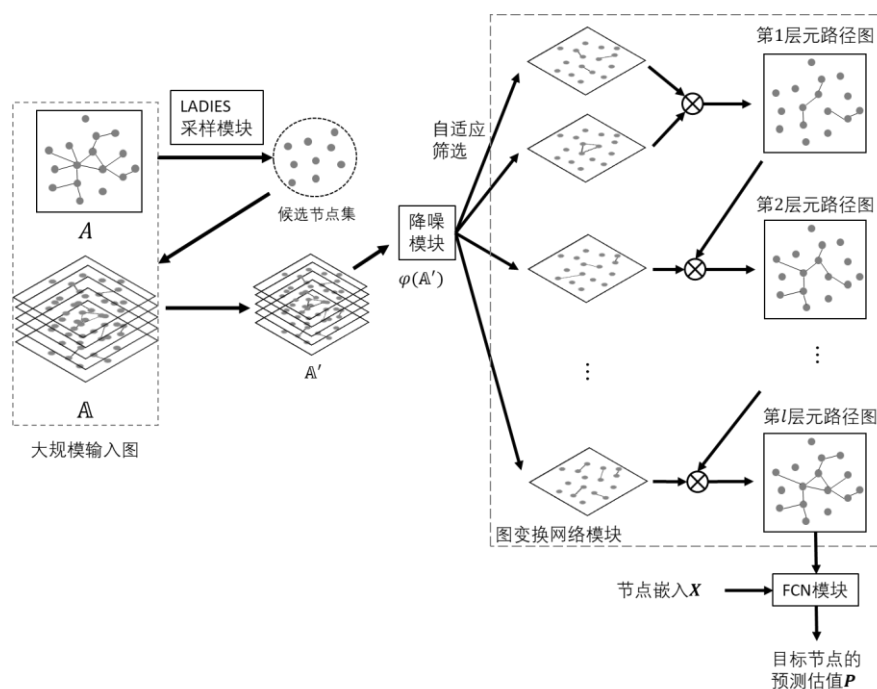 LADIES
采样模块
A
候选节点集
𝔸
大规模输入图
𝔸′
降噪
模块
φ(𝔸′)
自适应
筛选
第1层元路径图
第2层元路径图
⋮
⋮
第l层元路径图
图变换网络模块
节点嵌入X
FCN模块
目标节点的
预测估值P